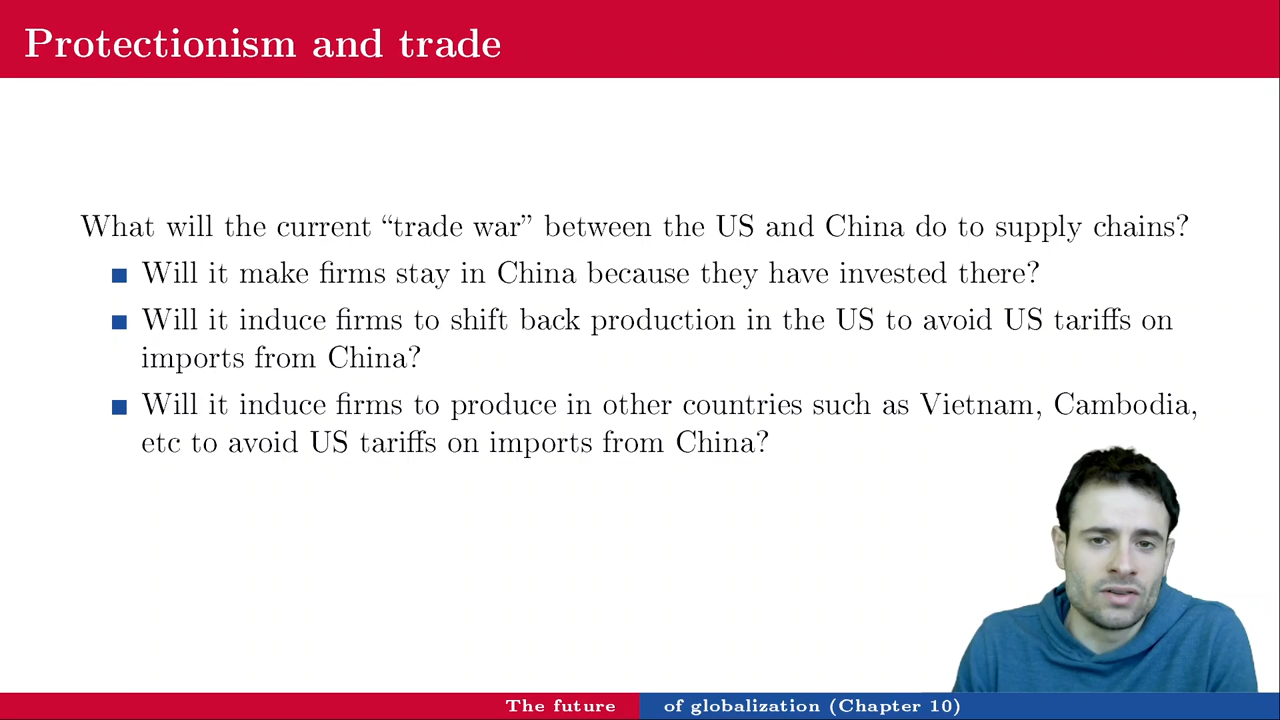 Protectionism and trade
What will the current “trade war” between the US and China do to supply chains?
Will it make firms stay in China because they have invested there?
Will it induce firms to shift back production in the US to avoid US tariffs on
imports from China?
Will it induce firms to produce in other countries such as Vietnam, Cambodia,
etc to avoid US tariffs on imports from China?
The future of globalization (Chapter 10)